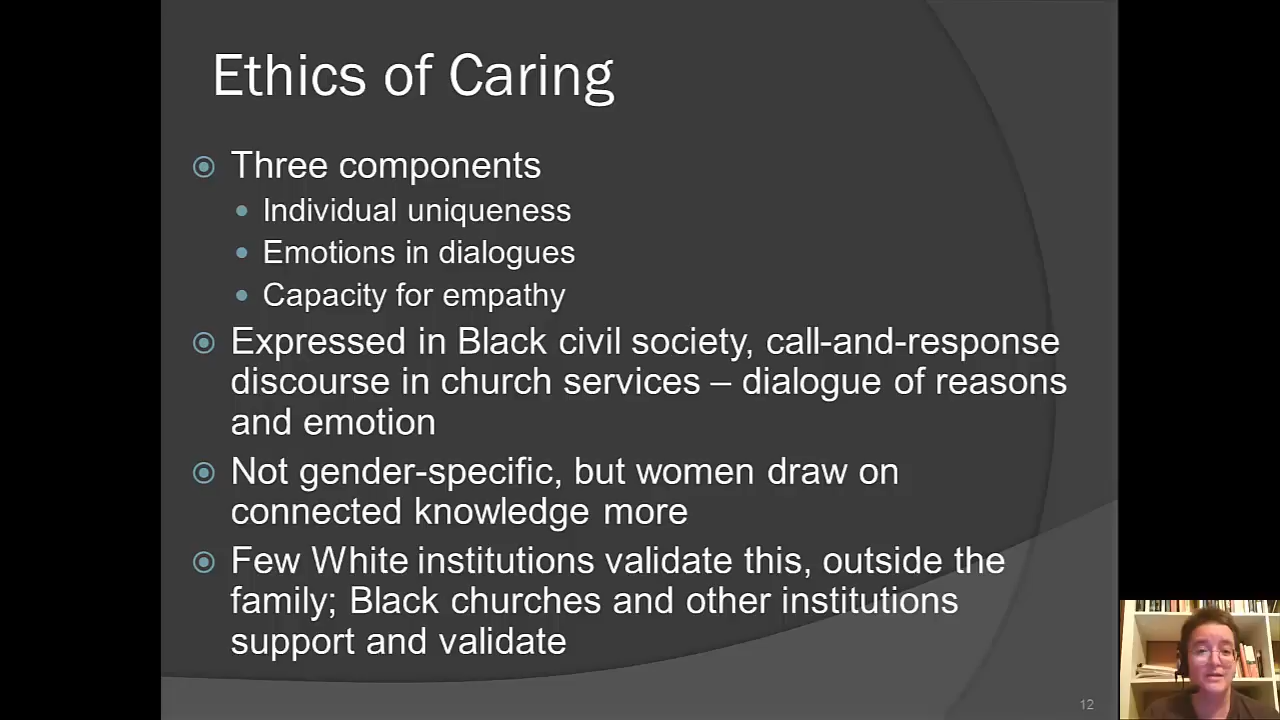 Ethics of Caring
Three components
Individual uniqueness
Emotions in dialogues
Capacity for empathy
Expressed in Black civil society, call-and-response
discourse in church services – dialogue of reasons
and emotion
Not gender-specific, but women draw on
connected knowledge more
Few White institutions validate this, outside the
family; Black churches and other institutions
support and validate
12